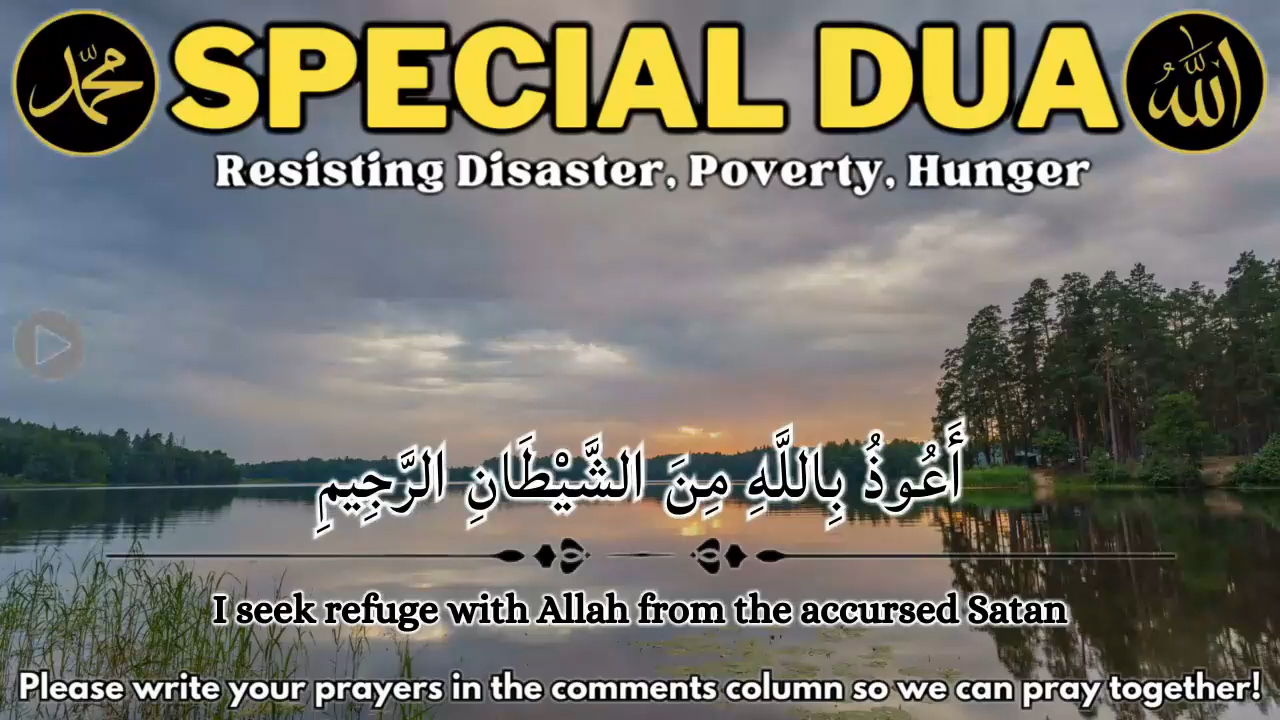 محمد
SPECIAL DUA
الله
Resisting Disaster, Poverty, Hunger
أَعُوذُ بِاللَّهِ مِنَ الشَّيْطَانِ الرَّجِيمِ
I seek refuge with Allah from the accursed Satan
Please write your prayers in the comments column so we can pray together!